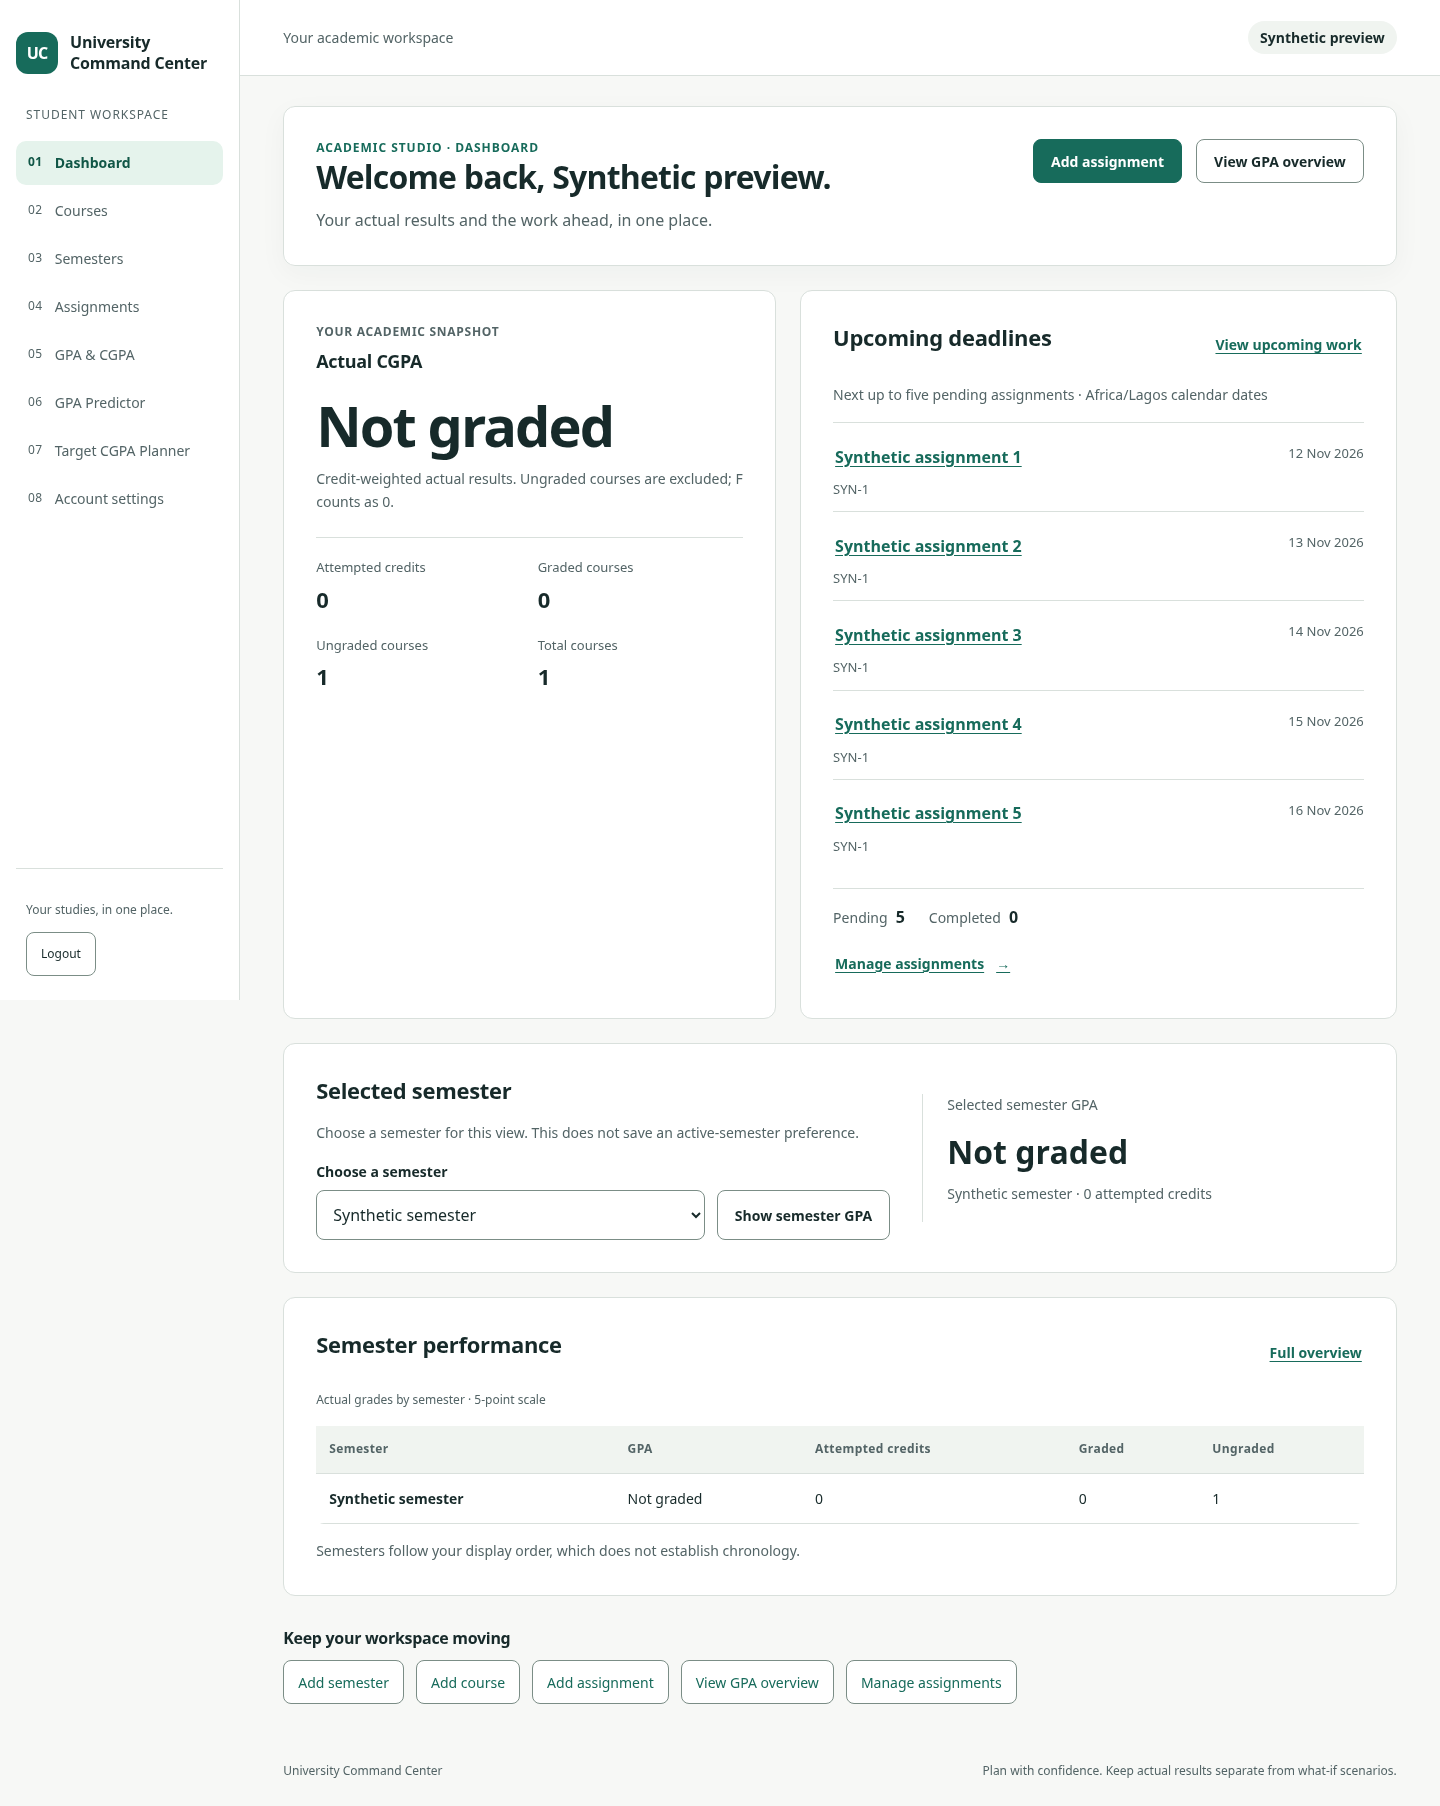 UC
University
Command Center
STUDENT WORKSPACE
01 Dashboard
02 Courses
03 Semesters
04 Assignments
05 GPA & CGPA
06 GPA Predictor
07 Target CGPA Planner
08 Account settings
Your studies, in one place.
Logout
Your academic workspace
Synthetic preview
ACADEMIC STUDIO · DASHBOARD
Welcome back, Synthetic preview.
Your actual results and the work ahead, in one place.
Add assignment
View GPA overview
YOUR ACADEMIC SNAPSHOT
Actual CGPA
Not graded
Credit-weighted actual results. Ungraded courses are excluded; F
counts as 0.
Attempted credits
0
Graded courses
0
Ungraded courses
1
Total courses
1
Upcoming deadlines
View upcoming work
Next up to five pending assignments · Africa/Lagos calendar dates
Synthetic assignment 1
12 Nov 2026
SYN-1
Synthetic assignment 2
13 Nov 2026
SYN-1
Synthetic assignment 3
14 Nov 2026
SYN-1
Synthetic assignment 4
15 Nov 2026
SYN-1
Synthetic assignment 5
16 Nov 2026
SYN-1
Pending 5 Completed 0
Manage assignments →
Selected semester
Choose a semester for this view. This does not save an active-semester preference.
Choose a semester
Synthetic semester
Show semester GPA
Selected semester GPA
Not graded
Synthetic semester · 0 attempted credits
Semester performance
Full overview
Actual grades by semester · 5-point scale
Semester GPA Attempted credits Graded Ungraded
Synthetic semester Not graded 0 0 1
Semesters follow your display order, which does not establish chronology.
Keep your workspace moving
Add semester
Add course
Add assignment
View GPA overview
Manage assignments
University Command Center
Plan with confidence. Keep actual results separate from what-if scenarios.